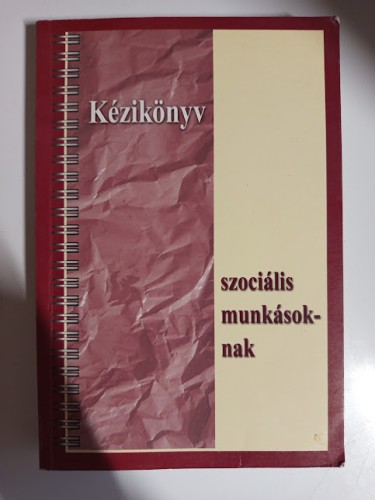 Kézikönyv
szociális
munkások-
nak